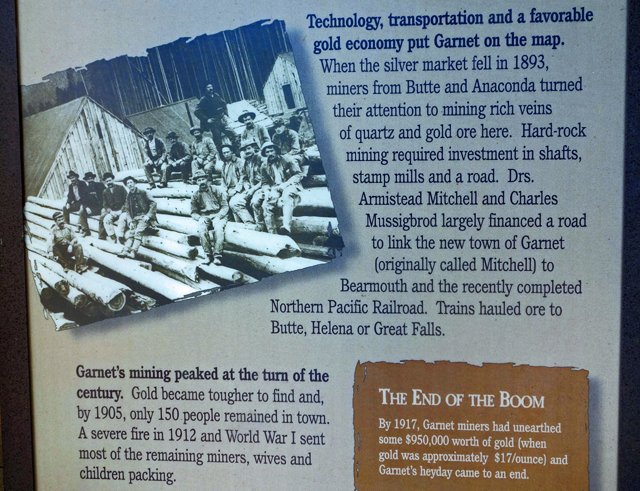 Technology, transportation and a favorable
gold economy put Garnet on the map.
When the silver market fell in 1893,
miners from Butte and Anaconda turned
their attention to mining rich veins
of quartz and gold ore here. Hard-rock
mining required investment in shafts,
stamp mills and a road. Drs.
Armistead Mitchell and Charles
Mussigbrod largely financed a road
to link the new town of Garnet
(originally called Mitchell) to
Bearmouth and the recently completed
Northern Pacific Railroad. Trains hauled ore to
Butte, Helena or Great Falls.
Garnet's mining peaked at the turn of the
century. Gold became tougher to find and,
by 1905, only 150 people remained in town.
A severe fire in 1912 and World War I sent
most of the remaining miners, wives and
children packing.
THE END OF THE BOOM
By 1917, Garnet miners had unearthed
some $950,000 worth of gold (when
gold was approximately $17/ounce) and
Garnet's heyday came to an end.